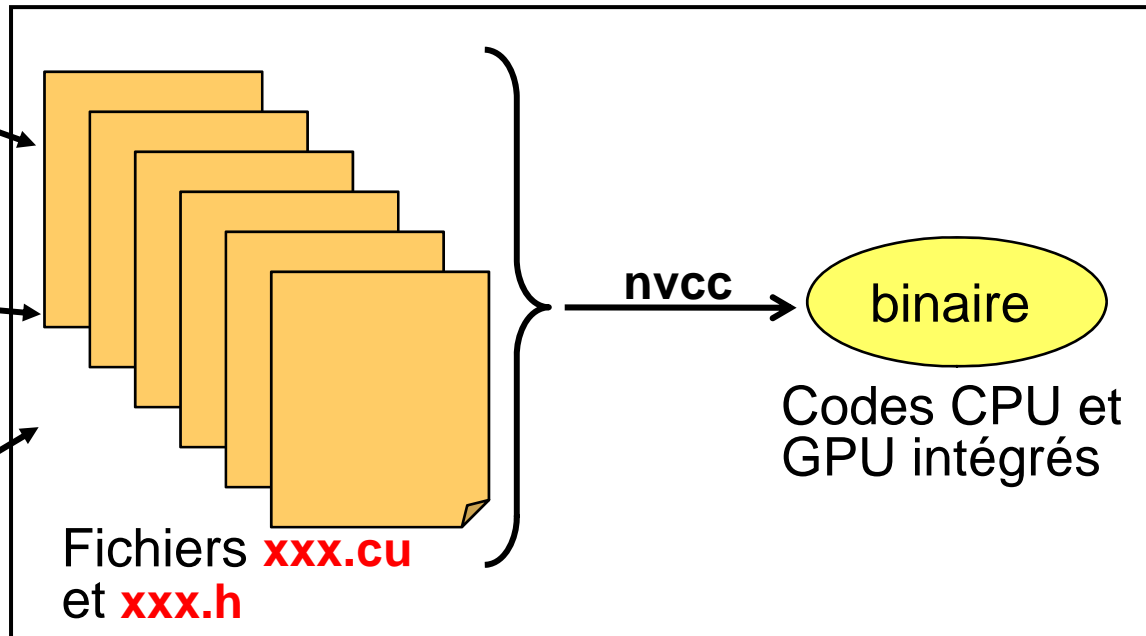 nvcc
binaire
Codes CPU et
GPU intégrés
Fichiers xxx.cu
et xxx.h